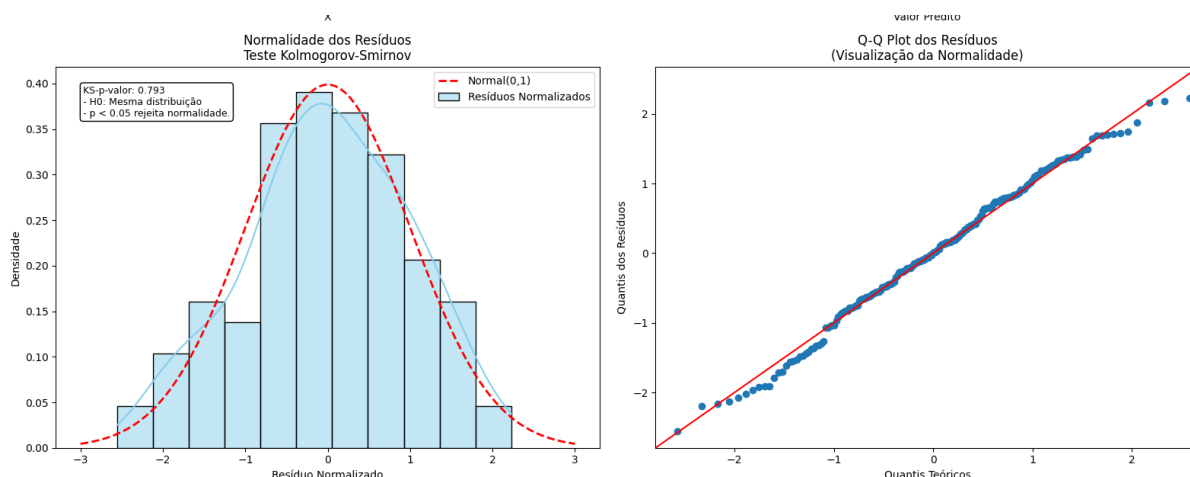 X
Normalidade dos Resíduos
Teste Kolmogorov-Smirnov
KS-p-valor: 0.793
- H0: Mesma distribuição
- p < 0.05 rejeita normalidade.
Normal(0,1)
Resíduos Normalizados
Densidade
0.40
0.35
0.30
0.25
0.20
0.15
0.10
0.05
0.00
-3
-2
-1
0
1
2
3
Resíduo Normalizado
Valor Predito
Q-Q Plot dos Resíduos
(Visualização da Normalidade)
Quantis dos Resíduos
2
1
0
-1
-2
-2
-1
0
1
2
Quantis Teóricos